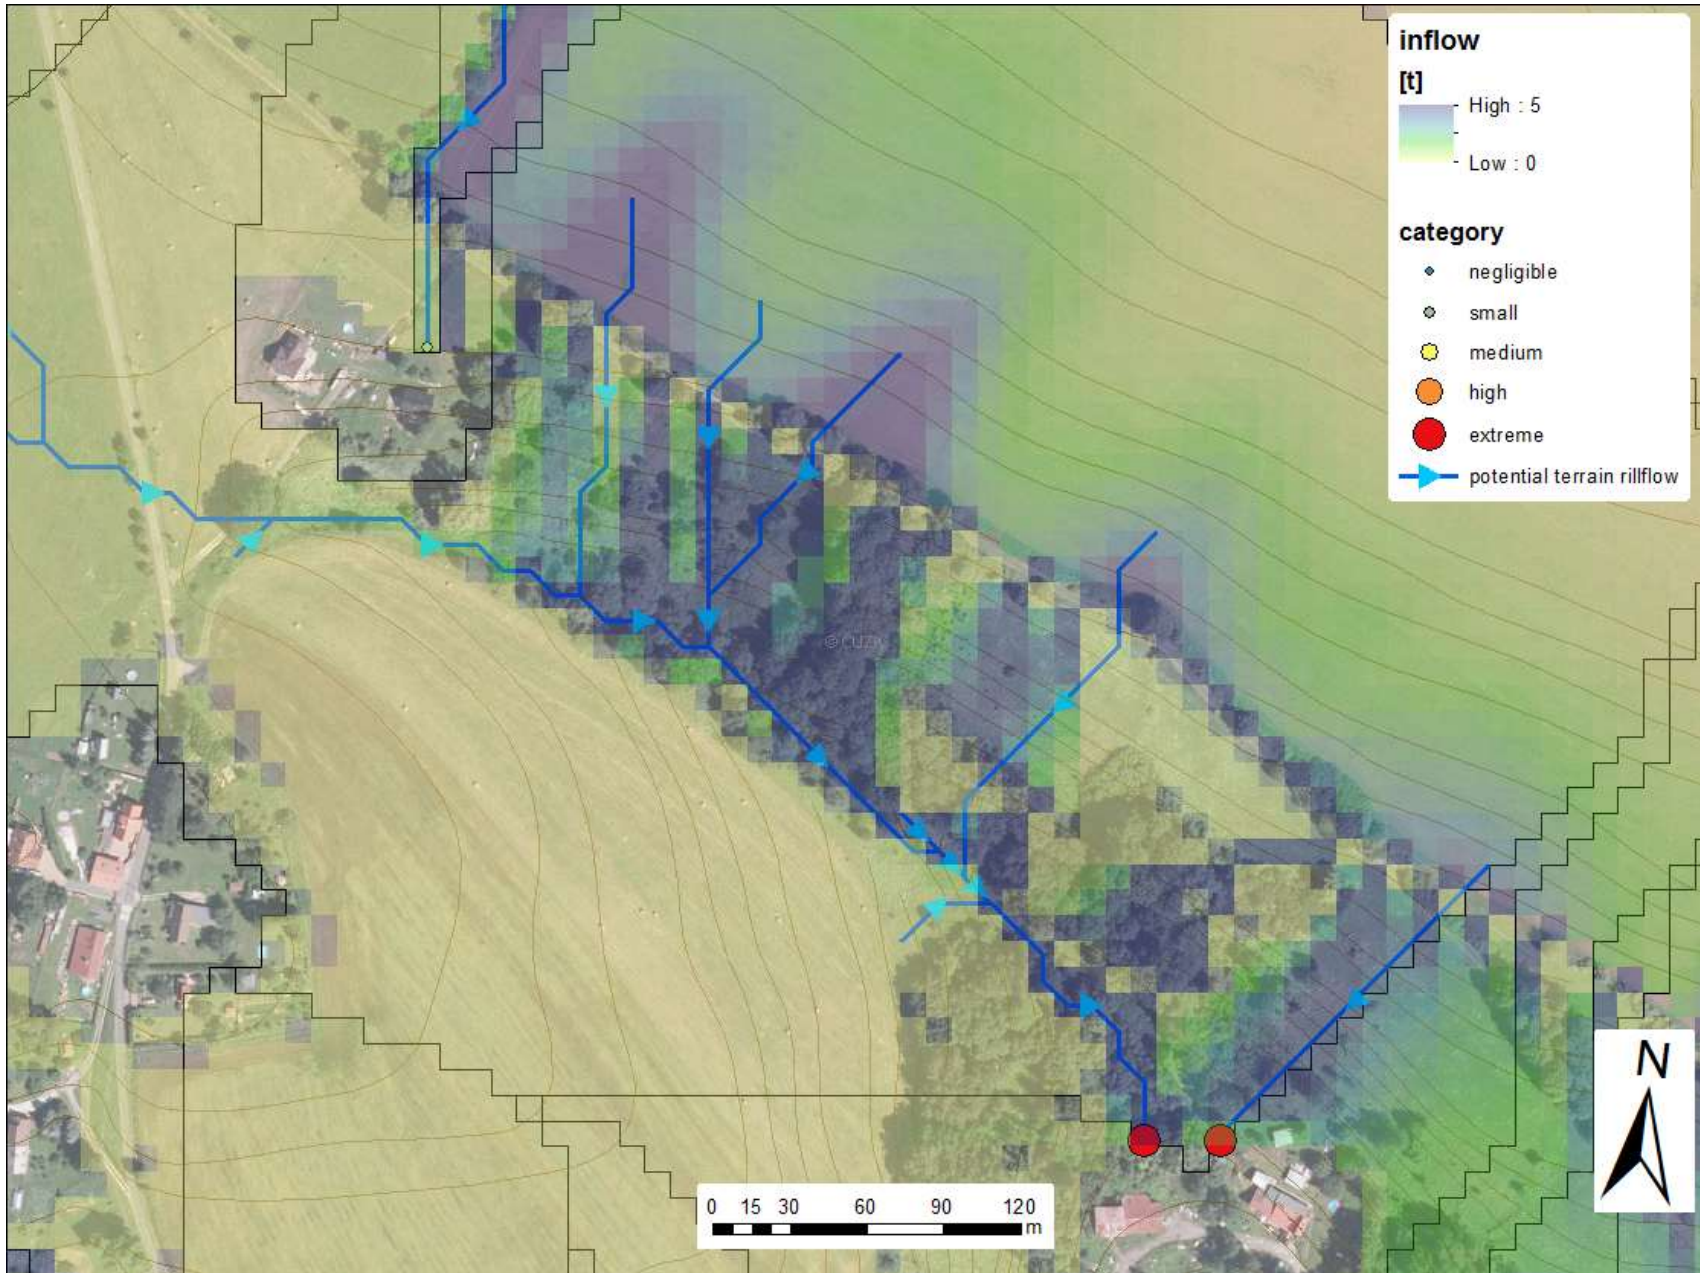 inflow
[t]
High : 5
Low : 0
category
negligible
small
medium
high
extreme
potential terrain rillflow
N
0 15 30 60 90 120
m